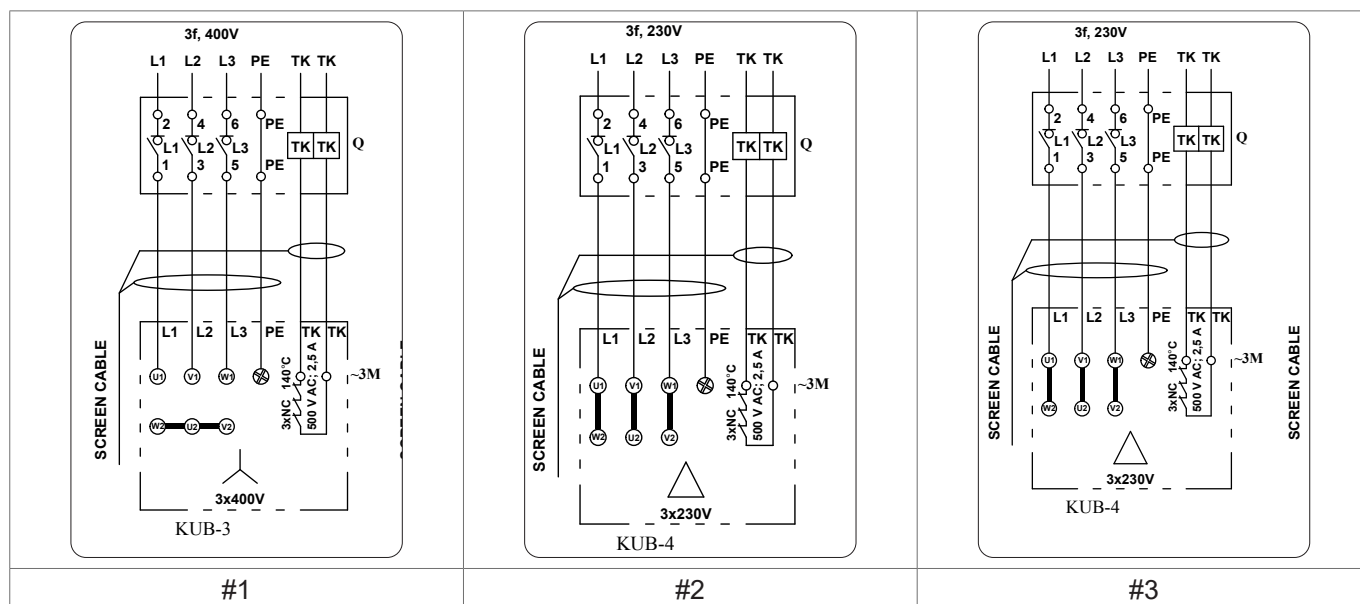 3f, 400V
L1 L2 L3 PE TK TK
2 4 6 PE
L1 L2 L3 TK TK Q
1 3 5 PE
SCREEN CABLE
L1 L2 L3 PE TK TK
3xNC 140°C
500 V AC; 2,5 A
U1 V1 W1 ~3M
W2 U2 V2
3x400V
KUB-3
#1
3f, 230V
L1 L2 L3 PE TK TK
2 4 6 PE
L1 L2 L3 TK TK Q
1 3 5 PE
SCREEN CABLE
L1 L2 L3 PE TK TK
3xNC 140°C
500 V AC; 2,5 A
U1 V1 W1 ~3M
W2 U2 V2
3x230V
KUB-4
#2
3f, 230V
L1 L2 L3 PE TK TK
2 4 6 PE
L1 L2 L3 TK TK Q
1 3 5 PE
SCREEN CABLE
L1 L2 L3 PE TK TK
3xNC 140°C
500 V AC; 2,5 A
U1 V1 W1 ~3M
W2 U2 V2
SCREEN CABLE
3x230V
KUB-4
#3